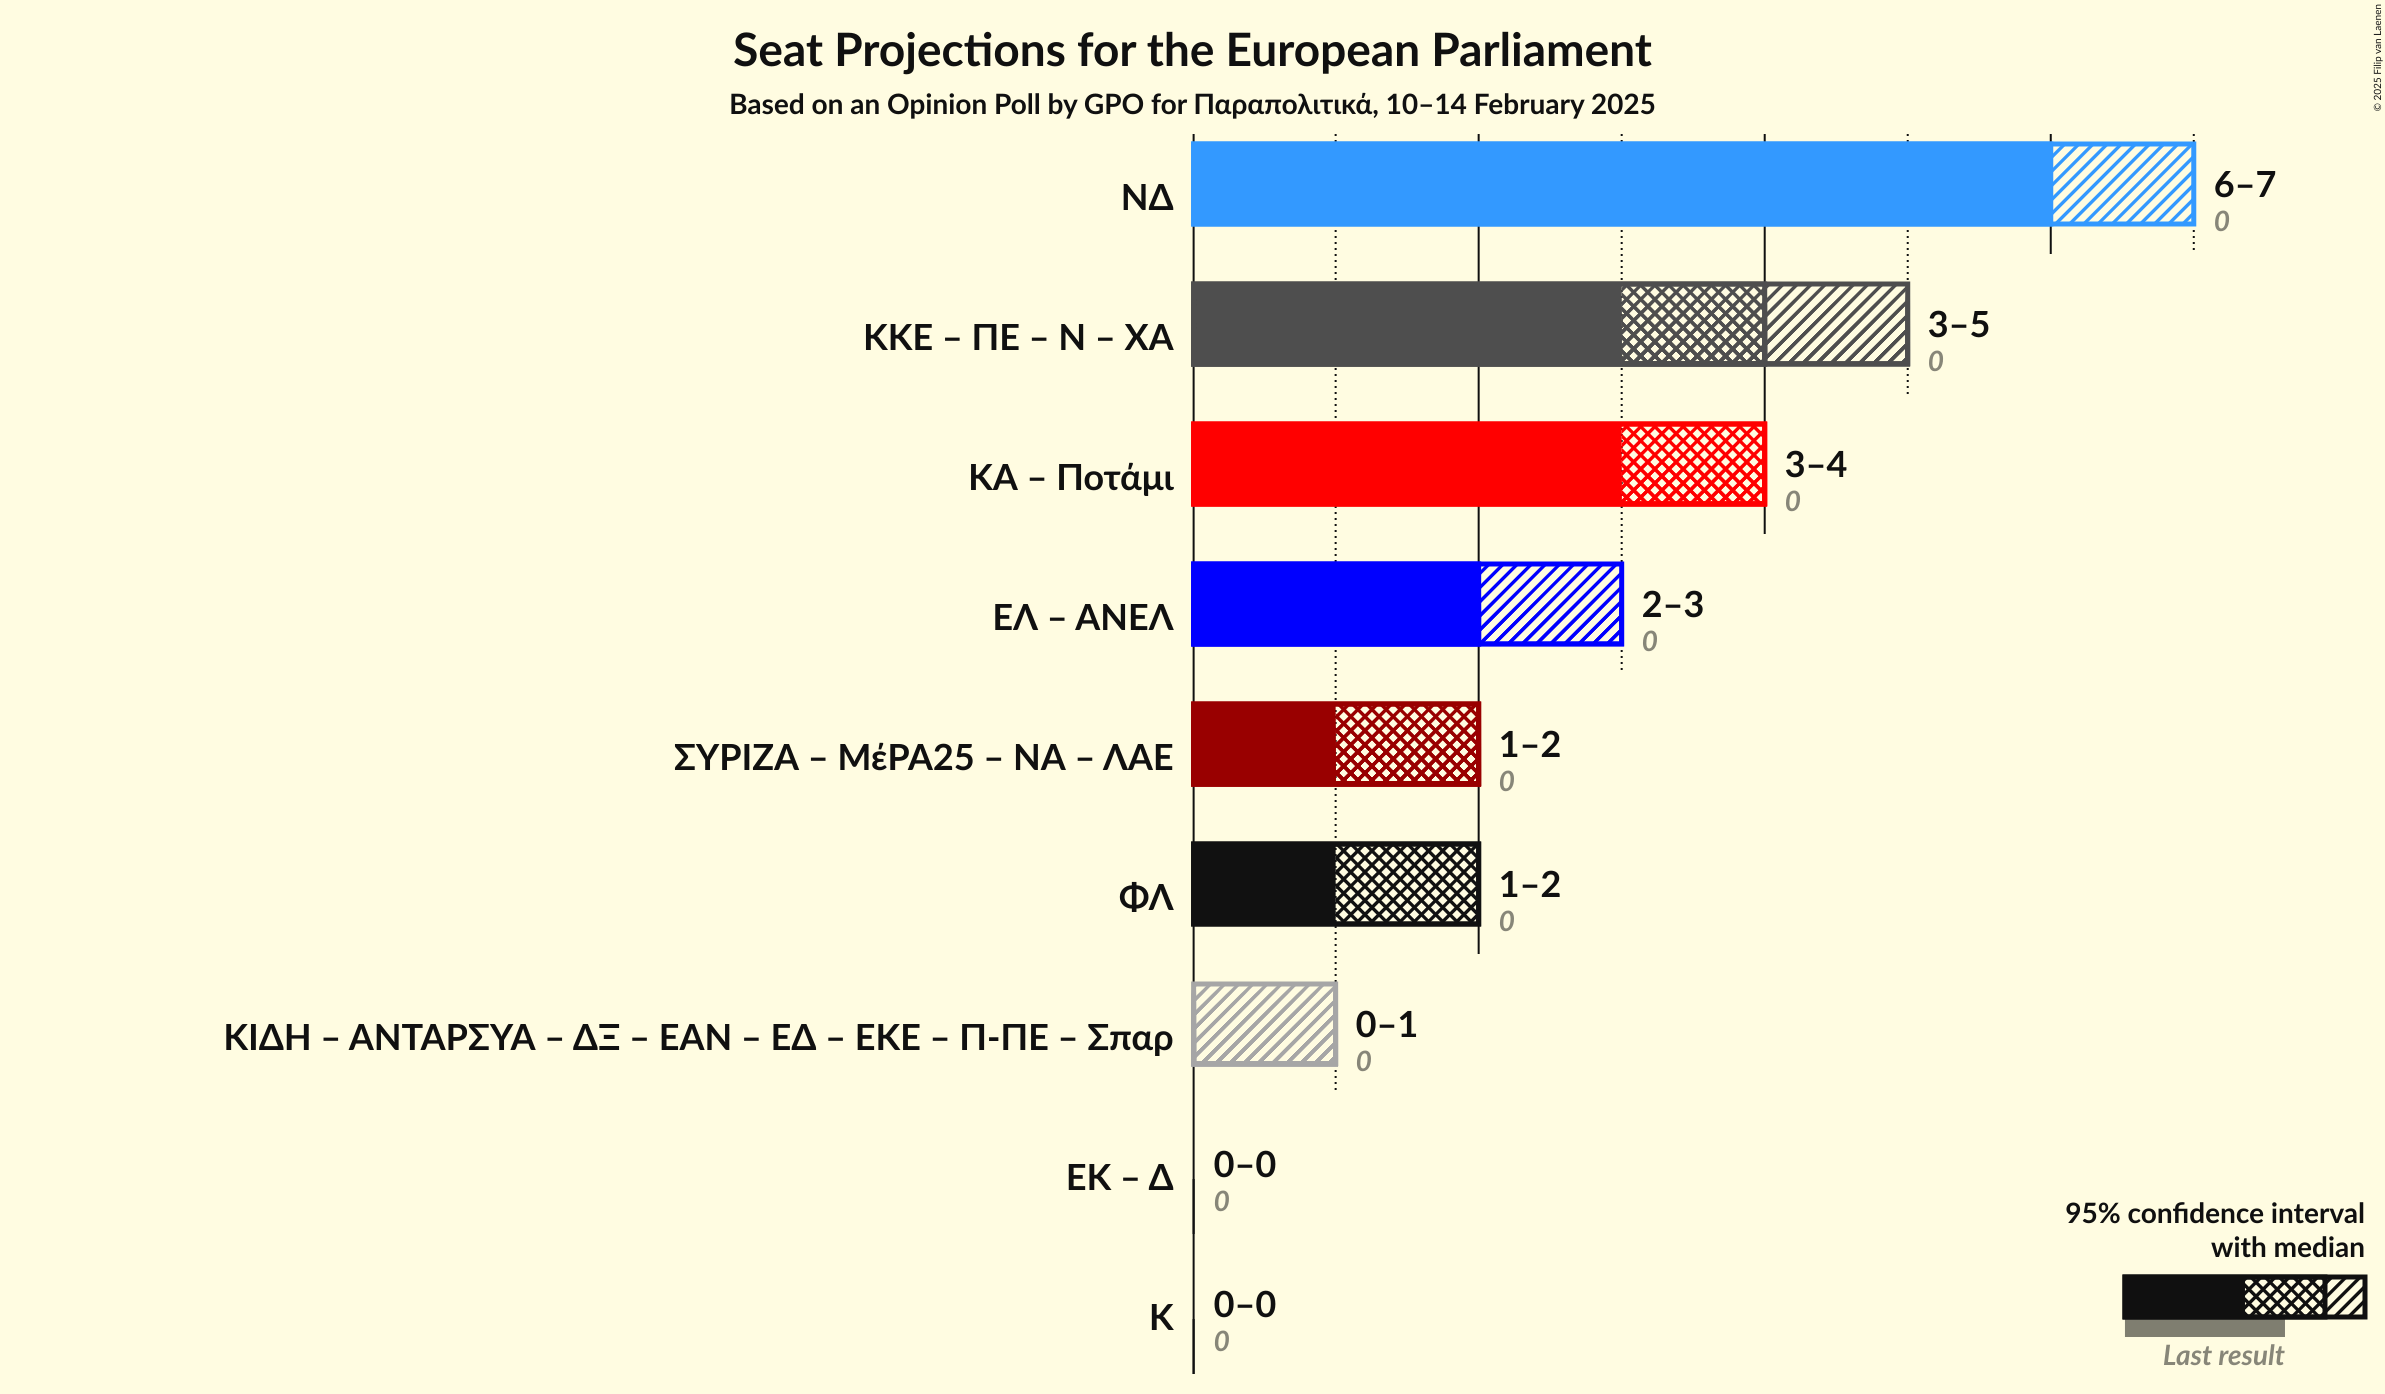 Seat Projections for the European Parliament
Based on an Opinion Poll by GPO for Παραπολιτικά, 10–14 February 2025
© 2025 Filip van Laenen
ΝΔ
6–7
0
ΚΚΕ – ΠΕ – Ν – ΧΑ
3–5
0
ΚΑ – Ποτάμι
3–4
0
ΕΛ – ΑΝΕΛ
2–3
0
ΣΥΡΙΖΑ – ΜέΡΑ25 – ΝΑ – ΛΑΕ
1–2
0
ΦΛ
1–2
0
ΚΙΔΗ – ΑΝΤΑΡΣΥΑ – ΔΞ – ΕΑΝ – ΕΔ – ΕΚΕ – Π-ΠΕ – Σπαρ
0–1
0
ΕΚ – Δ
0–0
0
Κ
0–0
0
95% confidence interval
with median
Last result